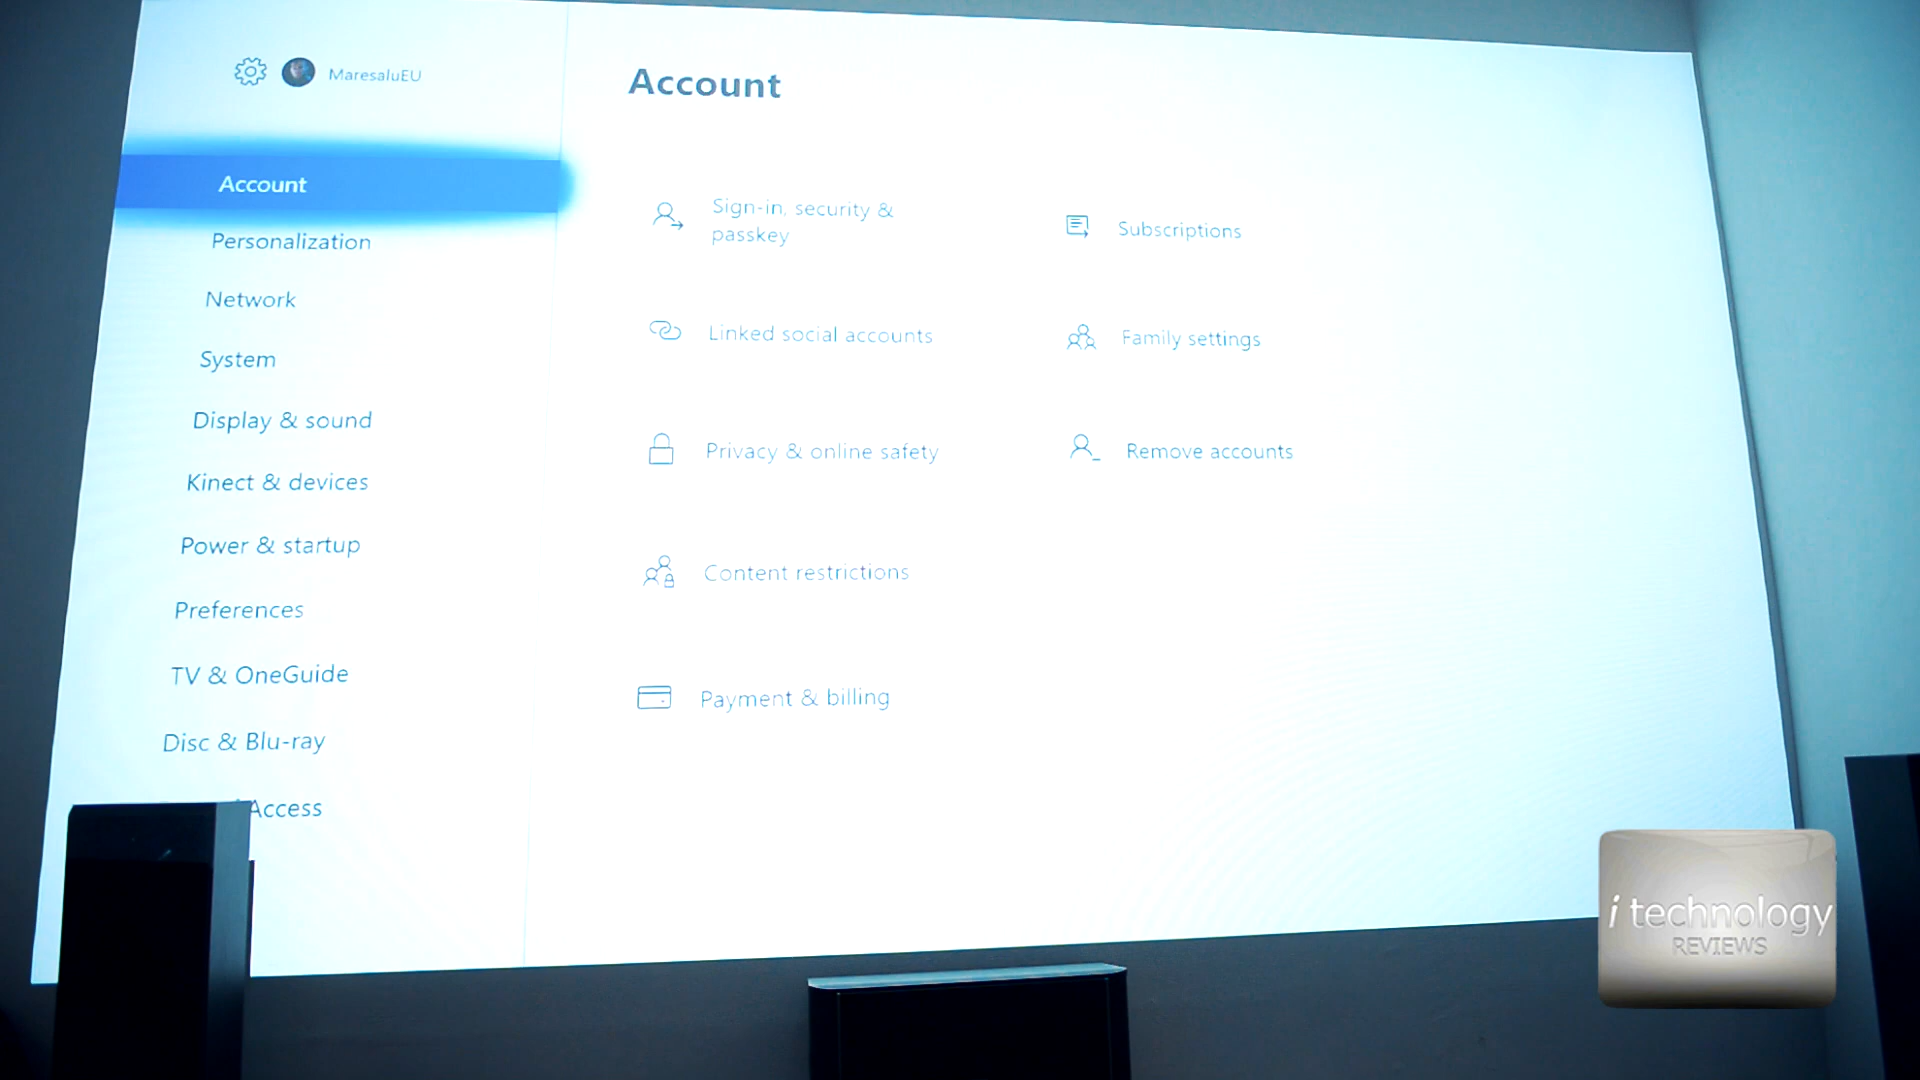 MaresaluEU
Account
Personalization
Network
System
Display & sound
Kinect & devices
Power & startup
Preferences
TV & OneGuide
Disc & Blu-ray
Access
Account
Sign-in, security &
passkey
Subscriptions
Linked social accounts
Family settings
Privacy & online safety
Remove accounts
Content restrictions
Payment & billing
i technology
REVIEWS